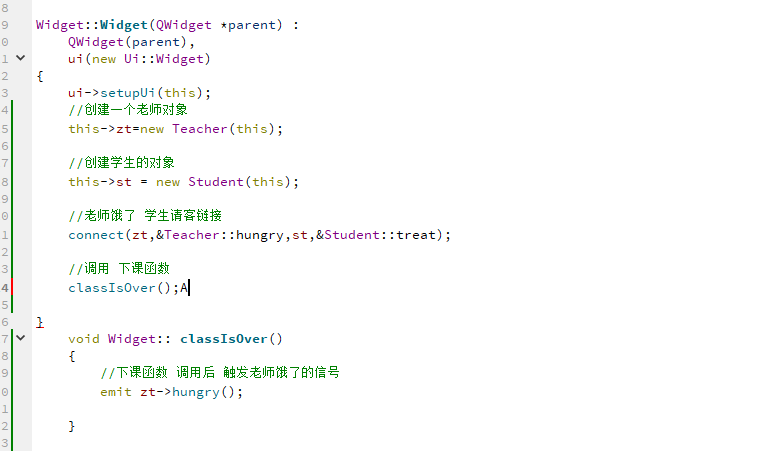 8
9 Widget::Widget(QWidget *parent) :
0 QWidget(parent),
1 ui(new Ui::Widget)
2 {
3 ui->setupUi(this);
4 //创建一个老师对象
5 this->zt=new Teacher(this);
6
7 //创建学生的对象
8 this->st = new Student(this);
9
0 //老师饿了 学生请客链接
1 connect(zt,&Teacher::hungry,st,&Student::treat);
2
3 //调用 下课函数
4 classIsOver();A
5
6 }
7 void Widget:: classIsOver()
8 {
9 //下课函数 调用后 触发老师饿了的信号
0 emit zt->hungry();
1
2 }
3